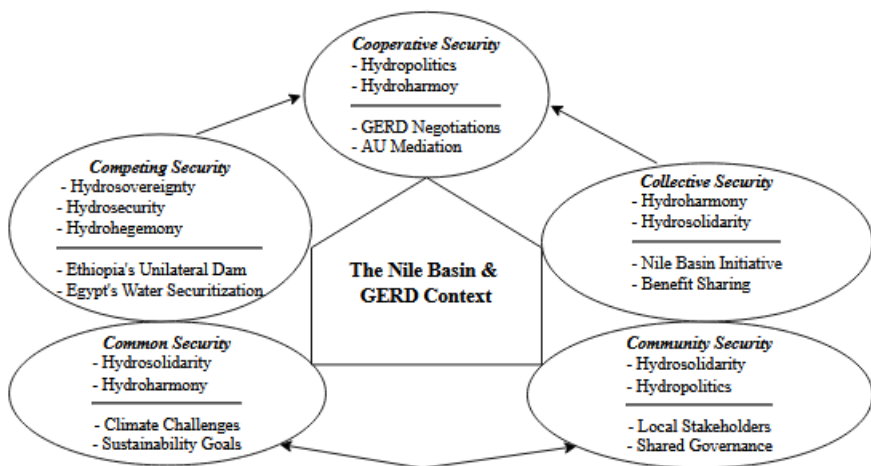 Cooperative Security
- Hydropolitics
- Hydroharmoy
- GERD Negotiations
- AU Mediation
Competing Security
- Hydrosovereignty
- Hydrosecurity
- Hydrohegemony
- Ethiopia's Unilateral Dam
- Egypt's Water Securitization
Collective Security
- Hydroharmony
- Hydrosolidarity
- Nile Basin Initiative
- Benefit Sharing
The Nile Basin &
GERD Context
Common Security
- Hydrosolidarity
- Hydroharmony
- Climate Challenges
- Sustainability Goals
Community Security
- Hydrosolidarity
- Hydropolitics
- Local Stakeholders
- Shared Governance